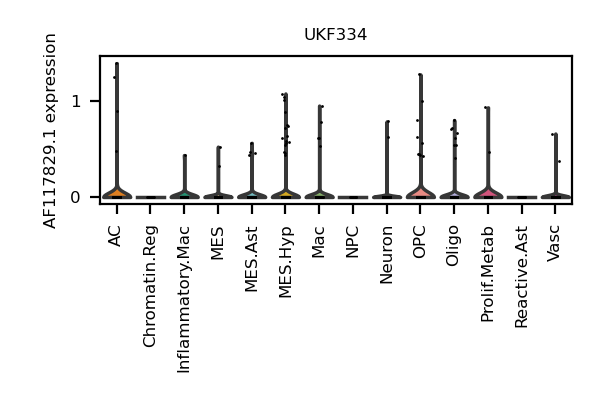 UKF334
AF117829.1 expression
1
0
AC
Chromatin.Reg
Inflammatory.Mac
MES
MES.Ast
MES.Hyp
Mac
NPC
Neuron
OPC
Oligo
Prolif.Metab
Reactive.Ast
Vasc